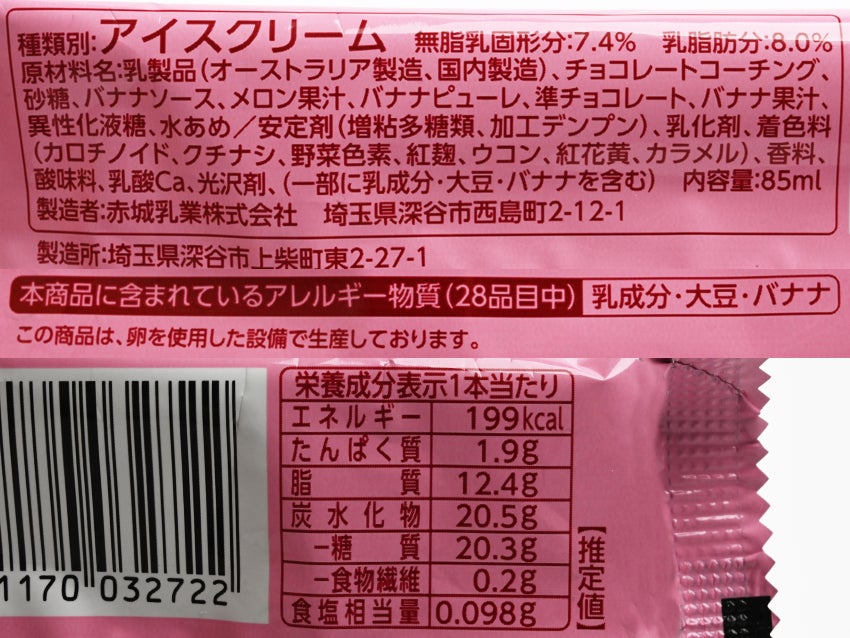 種類別:アイスクリーム 無脂乳固形分:7.4% 乳脂肪分:8.0%
原材料名:乳製品(オーストラリア製造、国内製造)、チョコレートコーチング、
砂糖、バナナソース、メロン果汁、バナナピューレ、準チョコレート、バナナ果汁、
異性化液糖、水あめ/安定剤(増粘多糖類、加工デンプン)、乳化剤、着色料
(カロチノイド、クチナシ、野菜色素、紅麹、ウコン、紅花黄、カラメル)、香料、
酸味料、乳酸Ca、光沢剤、(一部に乳成分・大豆・バナナを含む) 内容量:85ml
製造者:赤城乳業株式会社 埼玉県深谷市西島町2-12-1
製造所:埼玉県深谷市上柴町東2-27-1
本商品に含まれているアレルギー物質(28品目中) 乳成分・大豆・バナナ
この商品は、卵を使用した設備で生産しております。
栄養成分表示1本当たり
エネルギー 199kcal
たんぱく質 1.9g
脂質 12.4g
炭水化物 20.5g
-糖質 20.3g
-食物繊維 0.2g
食塩相当量 0.098g
【推定値】
1170 032722